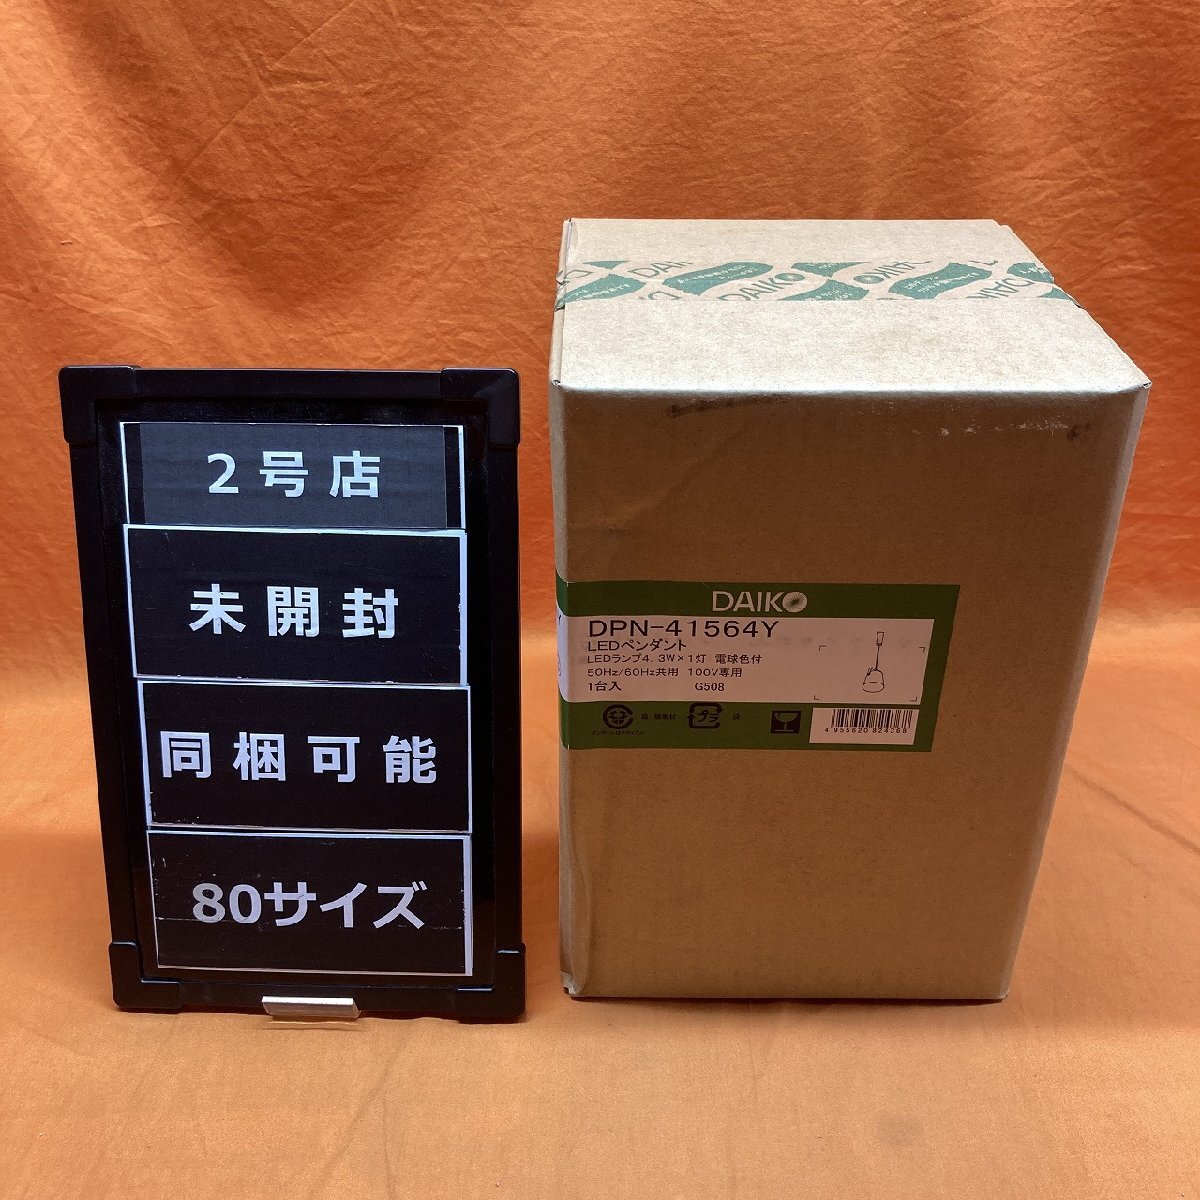 2号店
未開封
同梱可能
80サイズ
DAIKO
DAIKO
DPN-41564Y
LEDペンダント
LEDランプ4.3W×1灯 電球色付
50Hz/60Hz共用 100V専用
1台入 G508
プラ